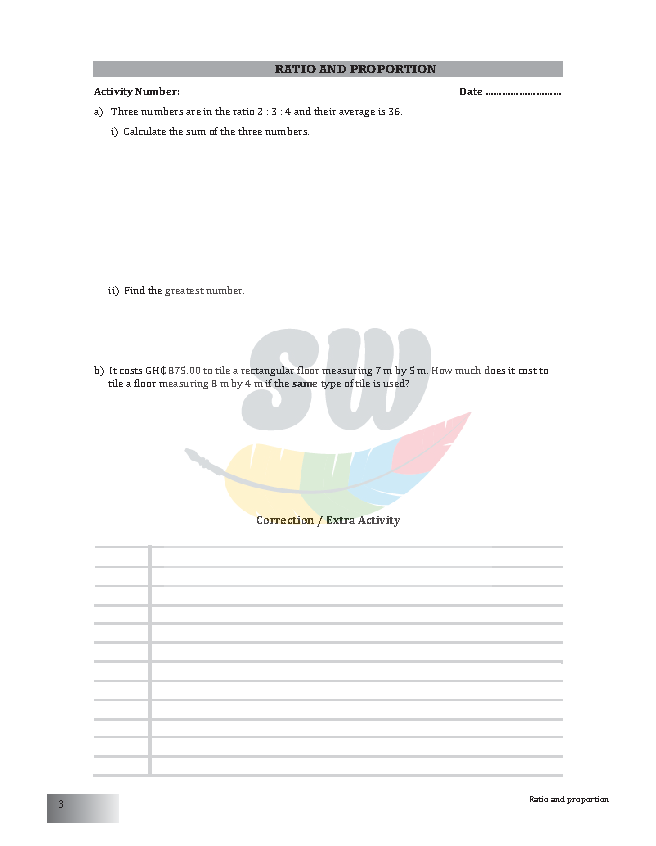 RATIO AND PROPORTION
Activity Number: Date ............................
a) Three numbers are in the ratio 2 : 3 : 4 and their average is 36.
i) Calculate the sum of the three numbers.
ii) Find the greatest number.
SW
b) It costs GH₵875.00 to tile a rectangular floor measuring 7 m by 5 m. How much does it cost to
tile a floor measuring 8 m by 4 m if the same type of tile is used?
Correction / Extra Activity
3
Ratio and proportion